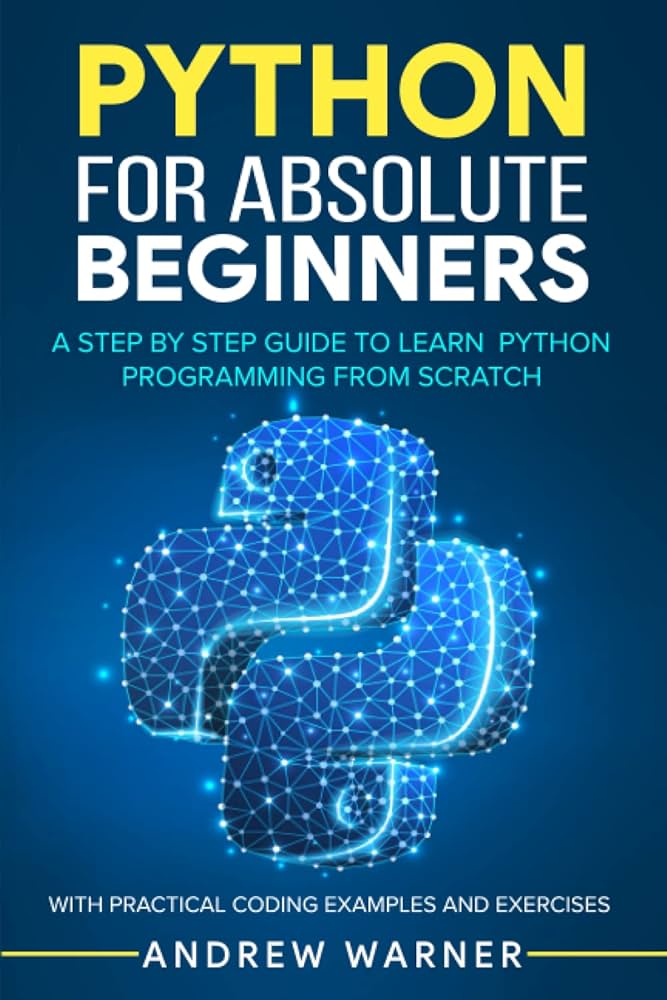 PYTHON
FOR ABSOLUTE
BEGINNERS
A STEP BY STEP GUIDE TO LEARN PYTHON
PROGRAMMING FROM SCRATCH
WITH PRACTICAL CODING EXAMPLES AND EXERCISES
ANDREW WARNER